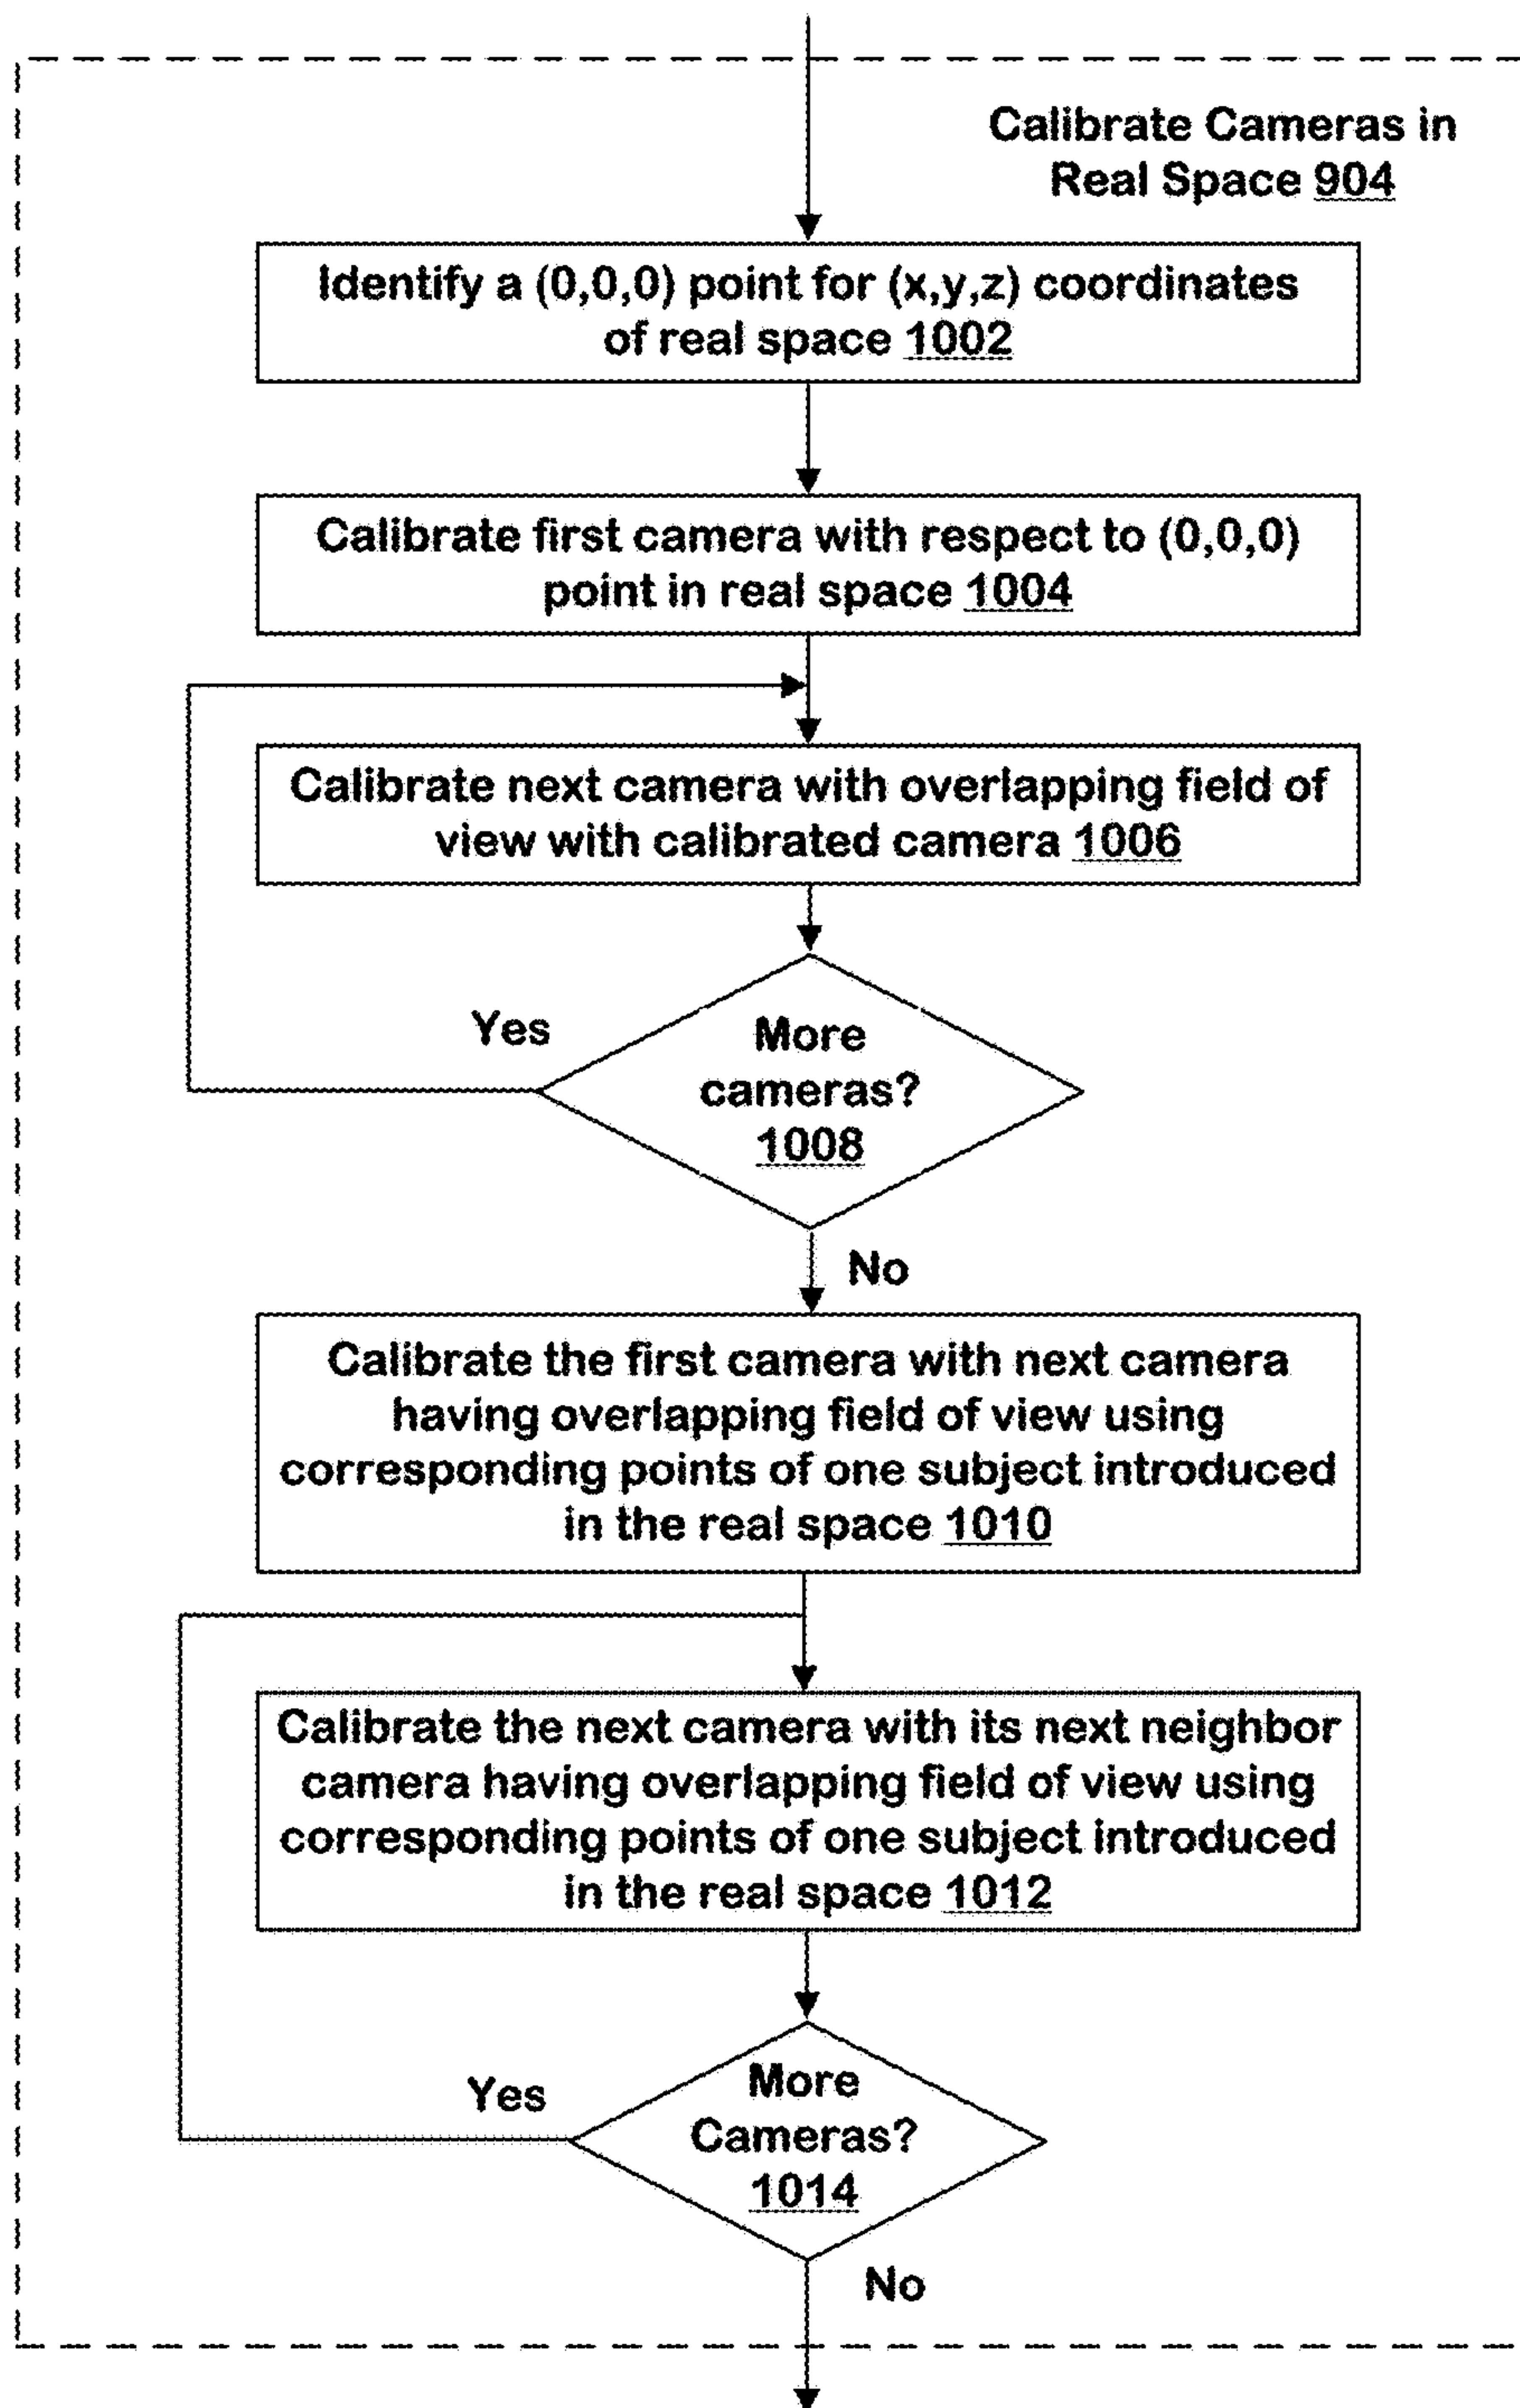 Calibrate Cameras in
Real Space 904
Identify a (0,0,0) point for (x,y,z) coordinates
of real space 1002
Calibrate first camera with respect to (0,0,0)
point in real space 1004
Calibrate next camera with overlapping field of
view with calibrated camera 1006
Yes
More
cameras?
1008
No
Calibrate the first camera with next camera
having overlapping field of view using
corresponding points of one subject introduced
in the real space 1010
Calibrate the next camera with its next neighbor
camera having overlapping field of view using
corresponding points of one subject introduced
in the real space 1012
Yes
More
Cameras?
1014
No